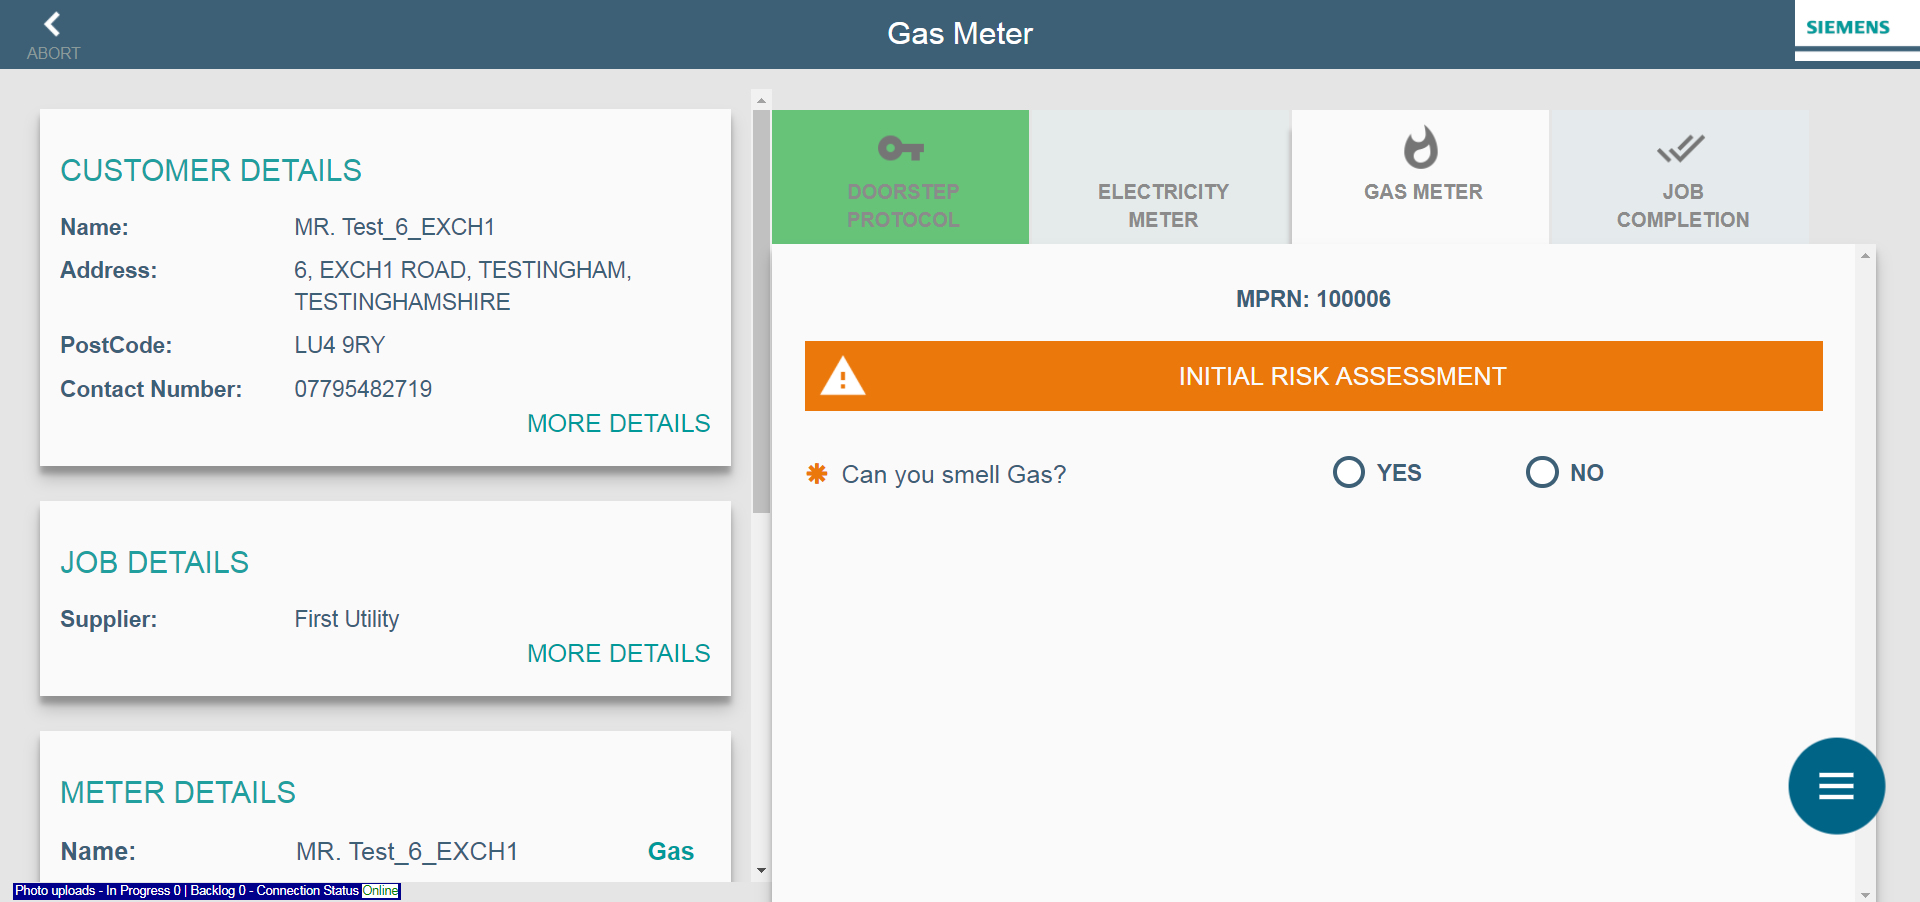 ABORT
Gas Meter
SIEMENS
CUSTOMER DETAILS
Name: MR. Test_6_EXCH1
Address: 6, EXCH1 ROAD, TESTINGHAM,
TESTINGHAMSHIRE
PostCode: LU4 9RY
Contact Number: 07795482719
MORE DETAILS
JOB DETAILS
Supplier: First Utility
MORE DETAILS
METER DETAILS
Name: MR. Test_6_EXCH1 Gas
Photo uploads - In Progress 0 | Backlog 0 - Connection Status Online
DOORSTEP
PROTOCOL
ELECTRICITY
METER
GAS METER
JOB
COMPLETION
MPRN: 100006
INITIAL RISK ASSESSMENT
✱ Can you smell Gas? YES NO